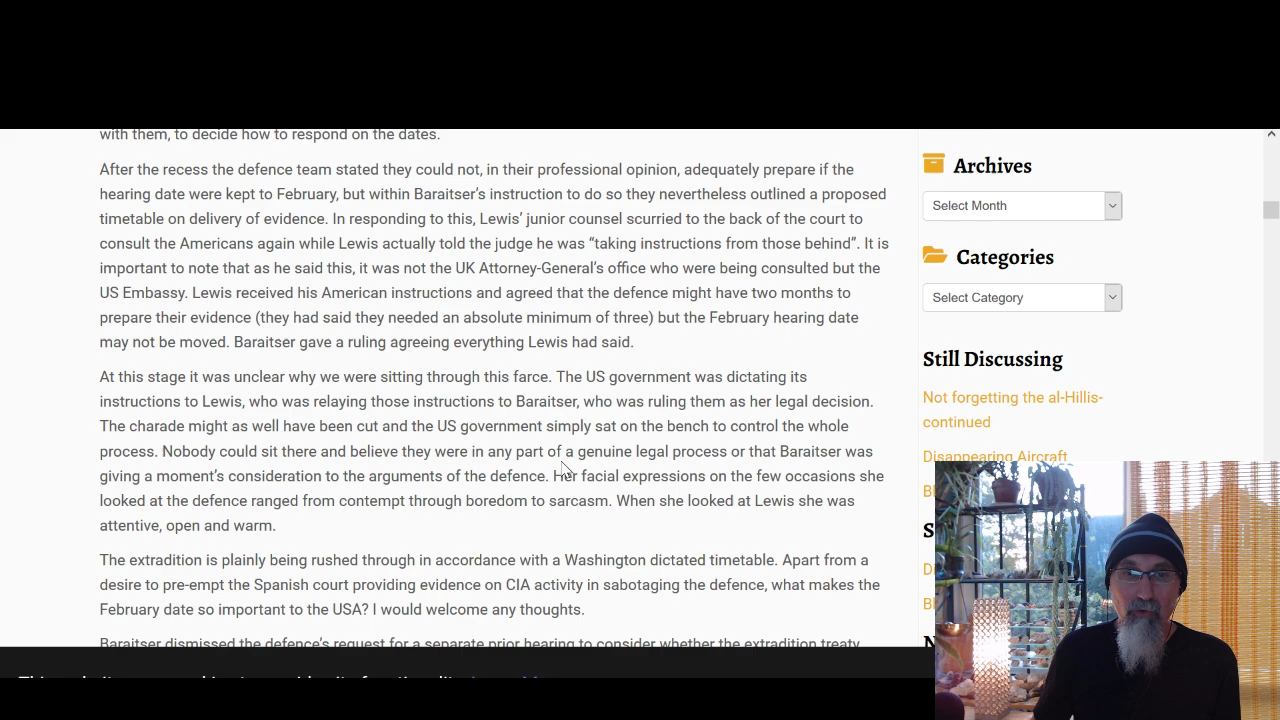 with them, to decide how to respond on the dates.
After the recess the defence team stated they could not, in their professional opinion, adequately prepare if the
hearing date were kept to February, but within Baraitser’s instruction to do so they nevertheless outlined a proposed
timetable on delivery of evidence. In responding to this, Lewis’ junior counsel scurried to the back of the court to
consult the Americans again while Lewis actually told the judge he was “taking instructions from those behind”. It is
important to note that as he said this, it was not the UK Attorney-General’s office who were being consulted but the
US Embassy. Lewis received his American instructions and agreed that the defence might have two months to
prepare their evidence (they had said they needed an absolute minimum of three) but the February hearing date
may not be moved. Baraitser gave a ruling agreeing everything Lewis had said.
At this stage it was unclear why we were sitting through this farce. The US government was dictating its
instructions to Lewis, who was relaying those instructions to Baraitser, who was ruling them as her legal decision.
The charade might as well have been cut and the US government simply sat on the bench to control the whole
process. Nobody could sit there and believe they were in any part of a genuine legal process or that Baraitser was
giving a moment’s consideration to the arguments of the defence. Her facial expressions on the few occasions she
looked at the defence ranged from contempt through boredom to sarcasm. When she looked at Lewis she was
attentive, open and warm.
The extradition is plainly being rushed through in accordance with a Washington dictated timetable. Apart from a
desire to pre-empt the Spanish court providing evidence on CIA activity in sabotaging the defence, what makes the
February date so important to the USA? I would welcome any thoughts.
Baraitser dismissed the defence’s request for a separate prior hearing to consider whether the extradition treaty
Archives
Select Month
Categories
Select Category
Still Discussing
Not forgetting the al-Hillis-
continued
Disappearing Aircraft